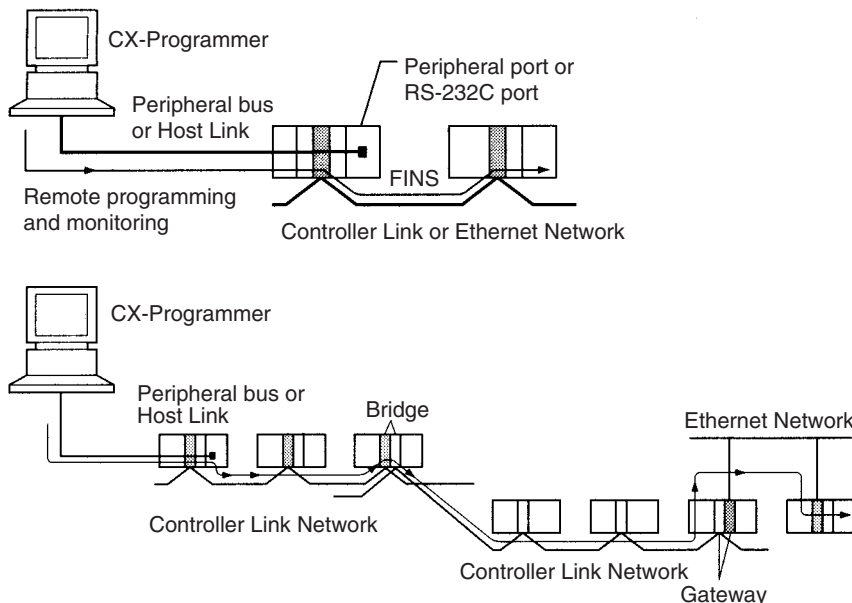 CX-Programmer
Peripheral port or
RS-232C port
Peripheral bus
or Host Link
FINS
Remote programming
and monitoring
Controller Link or Ethernet Network
CX-Programmer
Peripheral bus or
Host Link
Bridge
Ethernet Network
Controller Link Network
Controller Link Network
Gateway